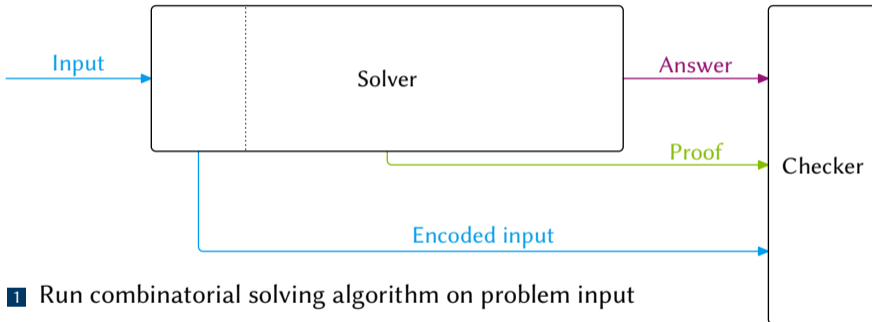 Input
Solver
Answer
Proof
Checker
Encoded input
1 Run combinatorial solving algorithm on problem input